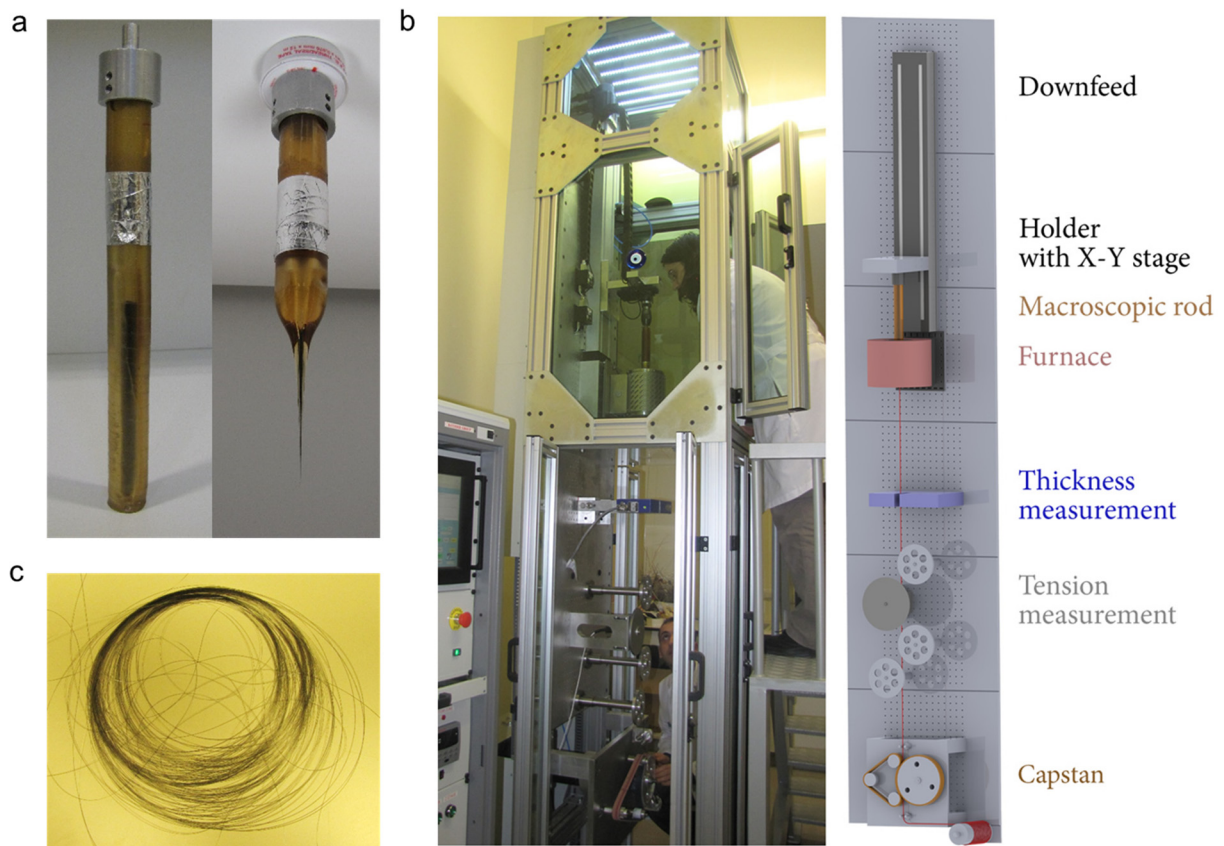 a
b
c
Downfeed
Holder
with X-Y stage
Macroscopic rod
Furnace
Thickness
measurement
Tension
measurement
Capstan